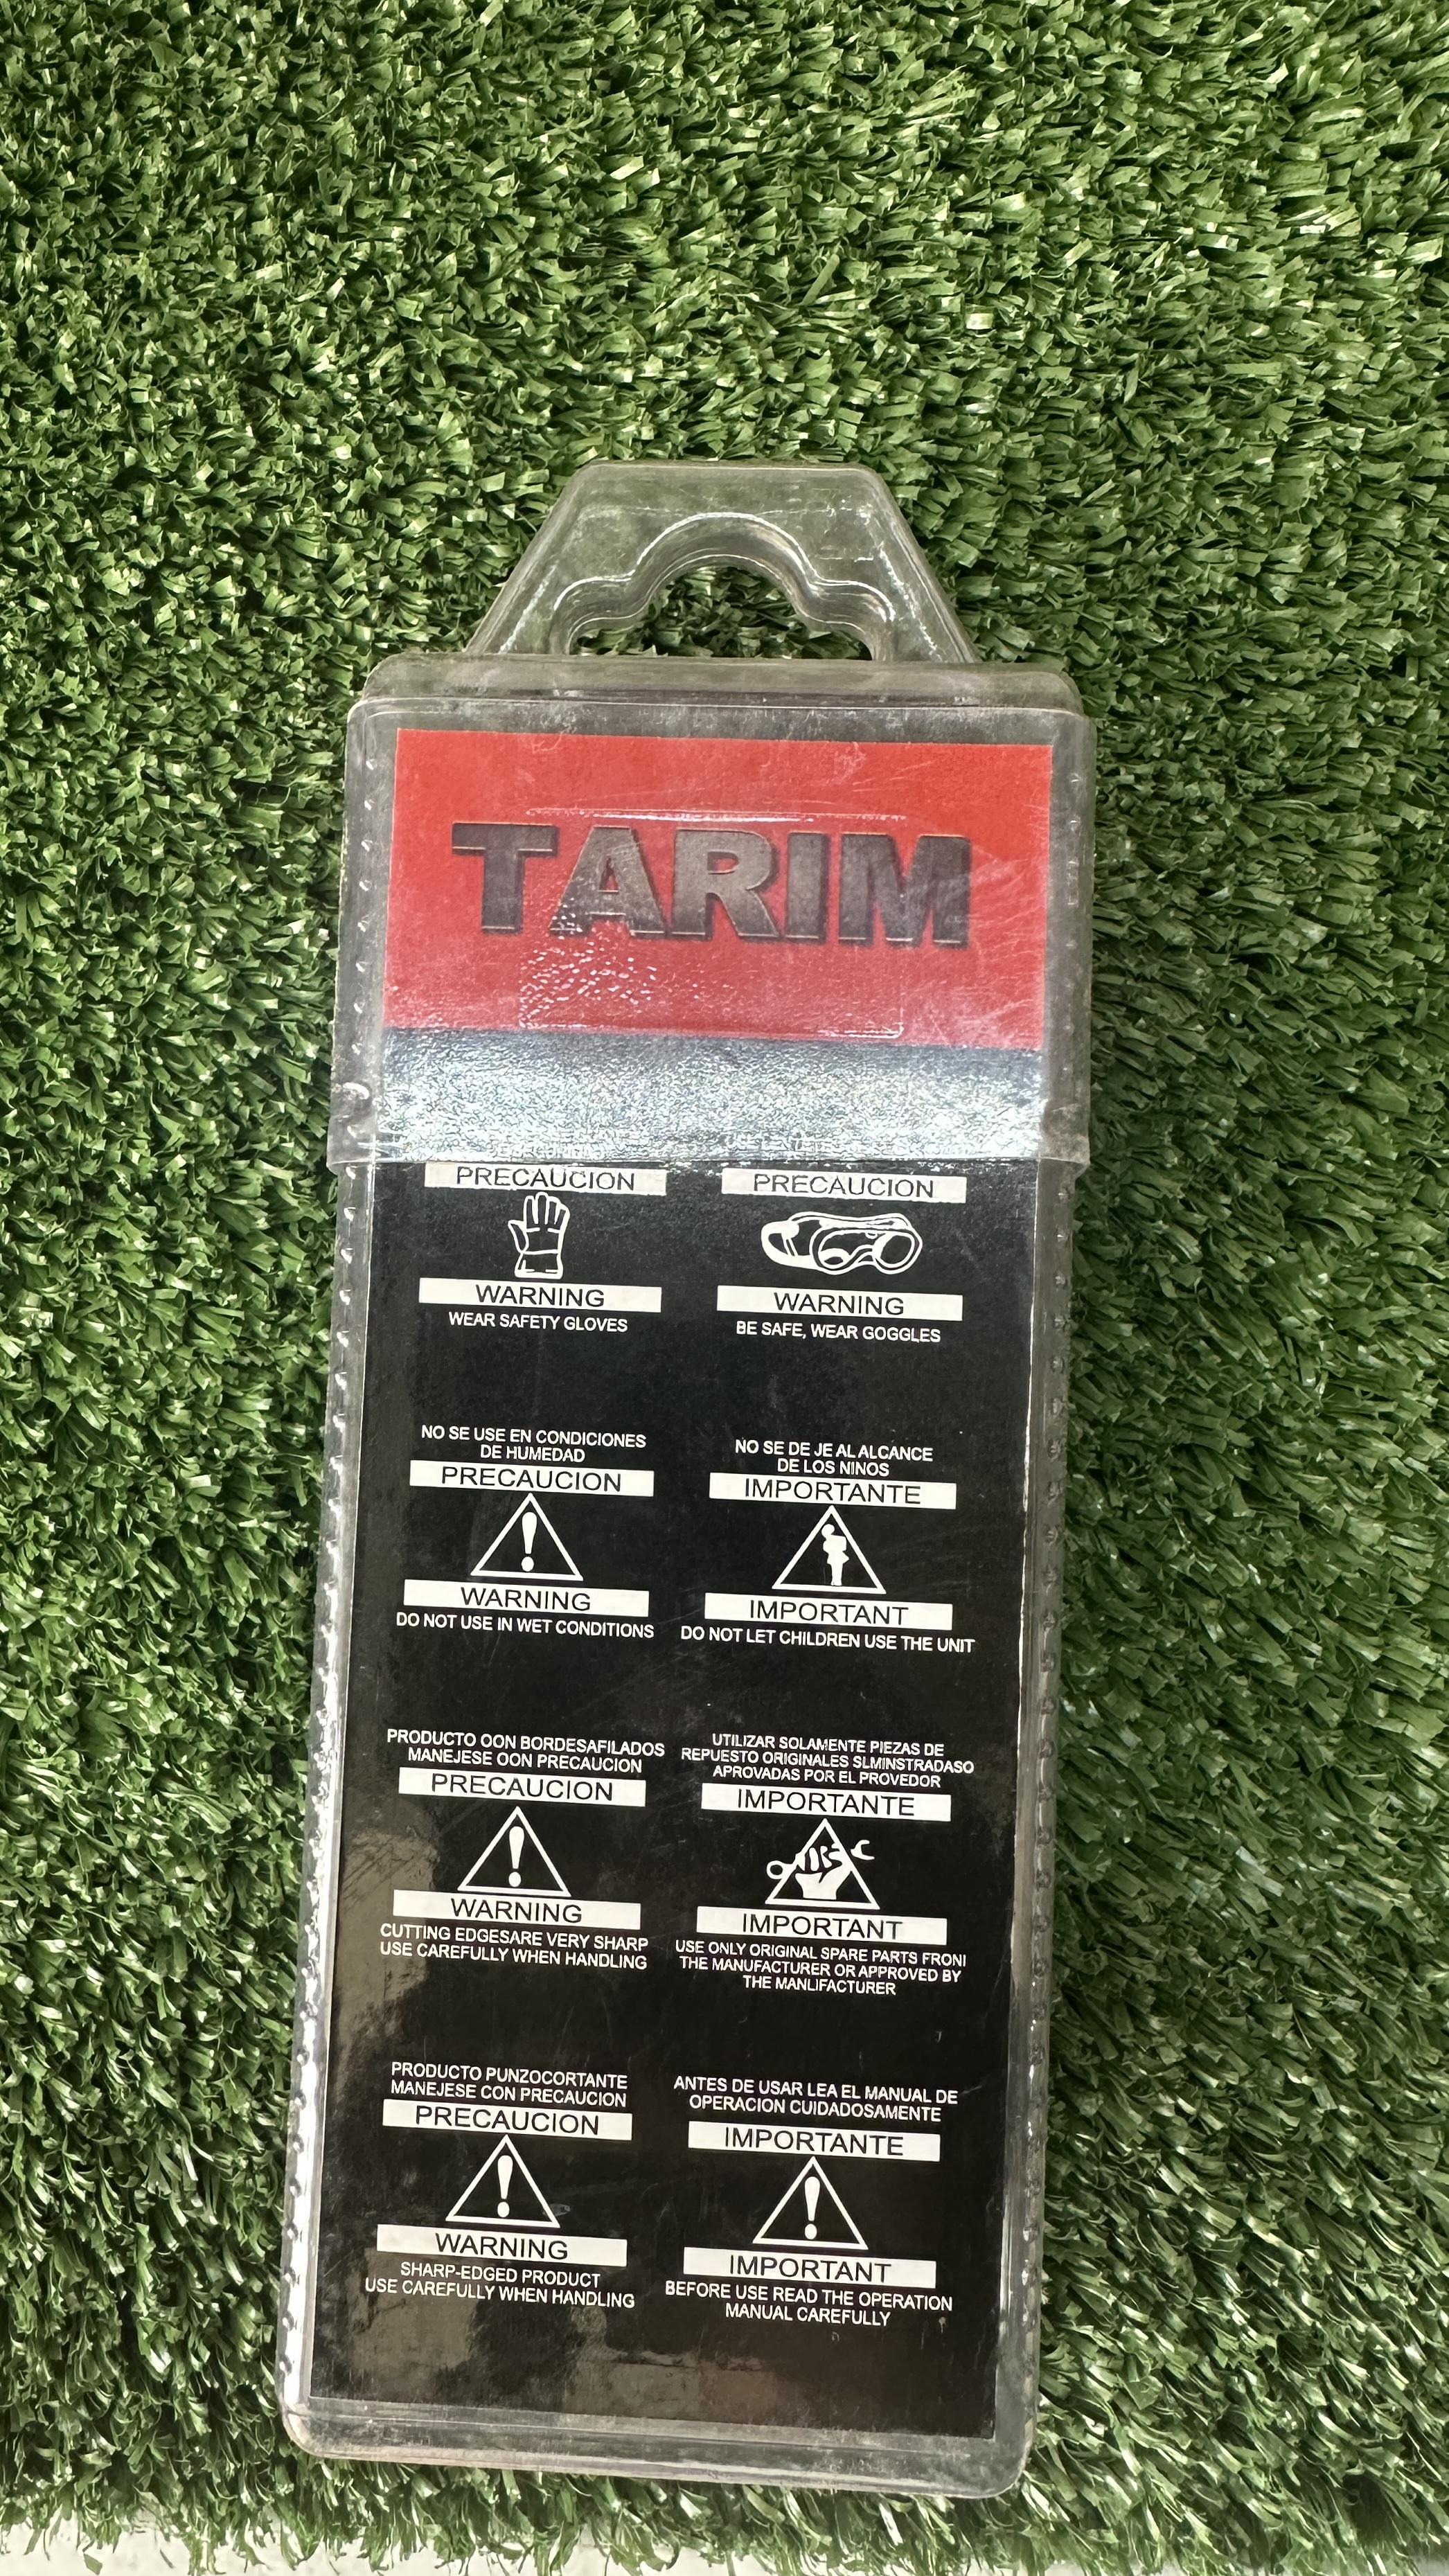 TARIM
PRECAUCION
WARNING
WEAR SAFETY GLOVES
PRECAUCION
WARNING
BE SAFE, WEAR GOGGLES
NO SE USE EN CONDICIONES
DE HUMEDAD
PRECAUCION
WARNING
DO NOT USE IN WET CONDITIONS
NO SE DE JE AL ALCANCE
DE LOS NINOS
IMPORTANTE
IMPORTANT
DO NOT LET CHILDREN USE THE UNIT
PRODUCTO OON BORDESAFILADOS
MANEJESE OON PRECAUCION
PRECAUCION
WARNING
CUTTING EDGESARE VERY SHARP
USE CAREFULLY WHEN HANDLING
UTILIZAR SOLAMENTE PIEZAS DE
REPUESTO ORIGINALES SLMINSTRADASO
APROVADAS POR EL PROVEDOR
IMPORTANTE
IMPORTANT
USE ONLY ORIGINAL SPARE PARTS FRONI
THE MANUFACTURER OR APPROVED BY
THE MANLIFACTURER
PRODUCTO PUNZOCORTANTE
MANEJESE CON PRECAUCION
PRECAUCION
WARNING
SHARP-EDGED PRODUCT
USE CAREFULLY WHEN HANDLING
ANTES DE USAR LEA EL MANUAL DE
OPERACION CUIDADOSAMENTE
IMPORTANTE
IMPORTANT
BEFORE USE READ THE OPERATION
MANUAL CAREFULLY